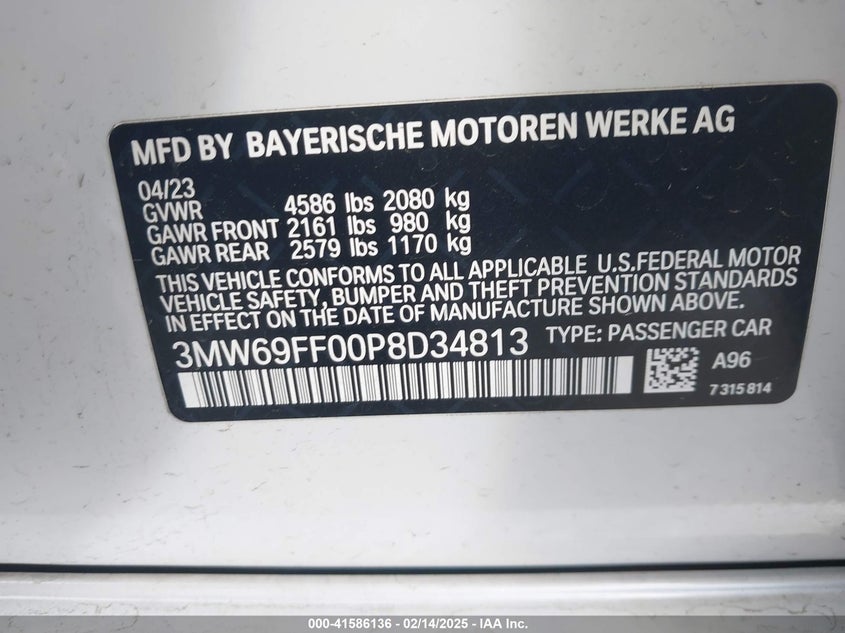 MFD BY BAYERISCHE MOTOREN WERKE AG
04/23
GVWR 4586 lbs 2080 kg
GAWR FRONT 2161 lbs 980 kg
GAWR REAR 2579 lbs 1170 kg
THIS VEHICLE CONFORMS TO ALL APPLICABLE U.S.FEDERAL MOTOR
VEHICLE SAFETY, BUMPER AND THEFT PREVENTION STANDARDS
IN EFFECT ON THE DATE OF MANUFACTURE SHOWN ABOVE.
3MW69FF00P8D34813 TYPE: PASSENGER CAR
A96
7 315 814
000-41586136 - 02/14/2025 - IAA Inc.